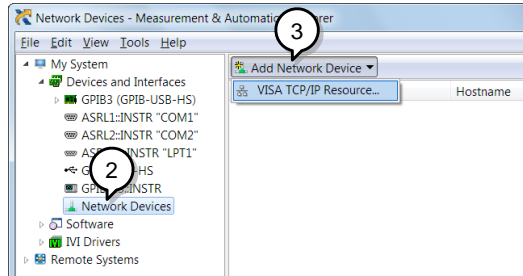 Network Devices - Measurement & Automation Explorer
3
File Edit View Tools Help
My System
Add Network Device
Devices and Interfaces
VISA TCP/IP Resource...
Hostname
GPIB3 (GPIB-USB-HS)
ASRL1::INSTR "COM1"
ASRL2::INSTR "COM2"
INSTR "LPT1"
2
-HS
::INSTR
Network Devices
Software
IVI Drivers
Remote Systems